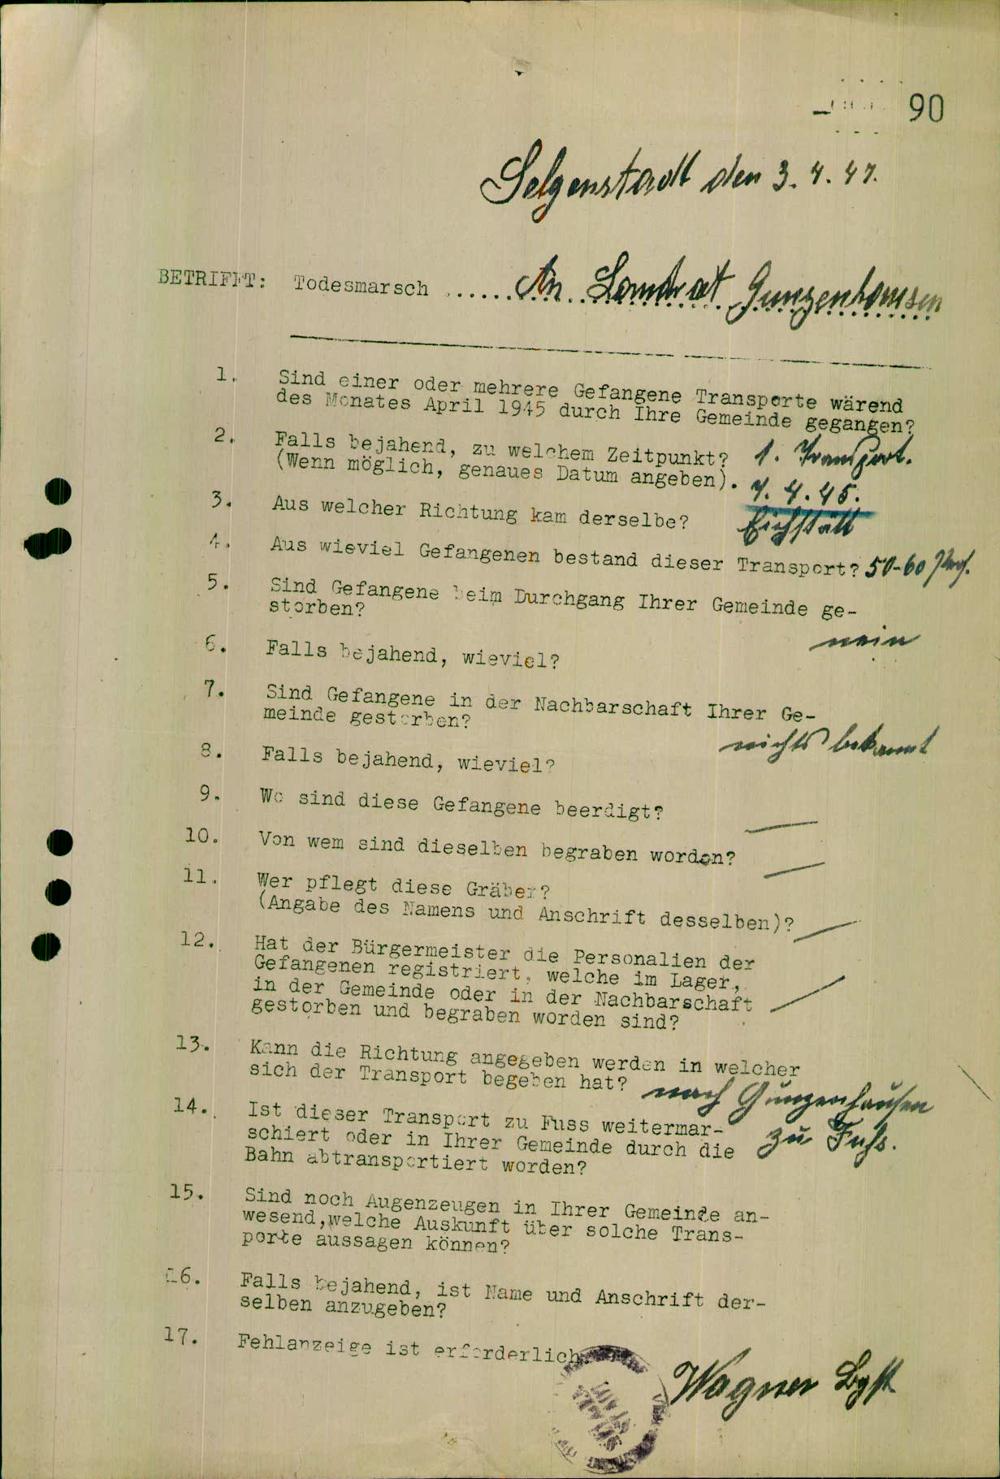 90
Selgenstadt den 3. 4. 47.
BETRIFFT: Todesmarsch ...... An Landrat Gunzenhausen
1. Sind einer oder mehrere Gefangene Transporte wärend
des Monates April 1945 durch Ihre Gemeinde gegangen?
2. Falls bejahend, zu welchem Zeitpunkt? 1. Transport.
(Wenn möglich, genaues Datum angeben). 7. 4. 45.
3. Aus welcher Richtung kam derselbe? Eichstätt
4. Aus wieviel Gefangenen bestand dieser Transport? 50-60
5. Sind Gefangene beim Durchgang Ihrer Gemeinde ge-
storben? nein
6. Falls bejahend, wieviel?
7. Sind Gefangene in der Nachbarschaft Ihrer Ge-
meinde gestorben? nichts bekannt
8. Falls bejahend, wieviel?
9. Wo sind diese Gefangene beerdigt? —
10. Von wem sind dieselben begraben worden? —
11. Wer pflegt diese Gräber?
(Angabe des Namens und Anschrift desselben)? —
12. Hat der Bürgermeister die Personalien der
Gefangenen registriert, welche im Lager,
in der Gemeinde oder in der Nachbarschaft
gestorben und begraben worden sind? —
13. Kann die Richtung angegeben werden in welcher
sich der Transport begeben hat? nach Gunzenhausen
14. Ist dieser Transport zu Fuss weitermar- zu Fuß.
schiert oder in Ihrer Gemeinde durch die
Bahn abtransportiert worden?
15. Sind noch Augenzeugen in Ihrer Gemeinde an-
wesend, welche Auskunft über solche Trans-
porte aussagen können?
16. Falls bejahend, ist Name und Anschrift der-
selben anzugeben?
17. Fehlanzeige ist erforderlich
Wagner